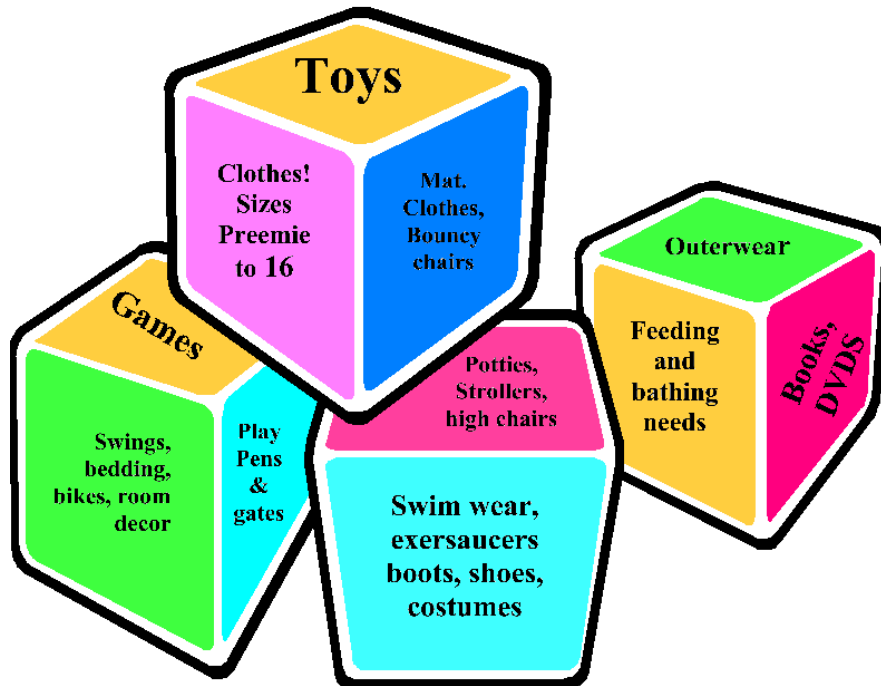 Toys
Clothes!
Sizes
Preemie
to 16
Mat.
Clothes,
Bouncy
chairs
Games
Swings,
bedding,
bikes, room
decor
Play
Pens
&
gates
Potties,
Strollers,
high chairs
Swim wear,
exersaucers
boots, shoes,
costumes
Outerwear
Feeding
and
bathing
needs
Books,
DVDS